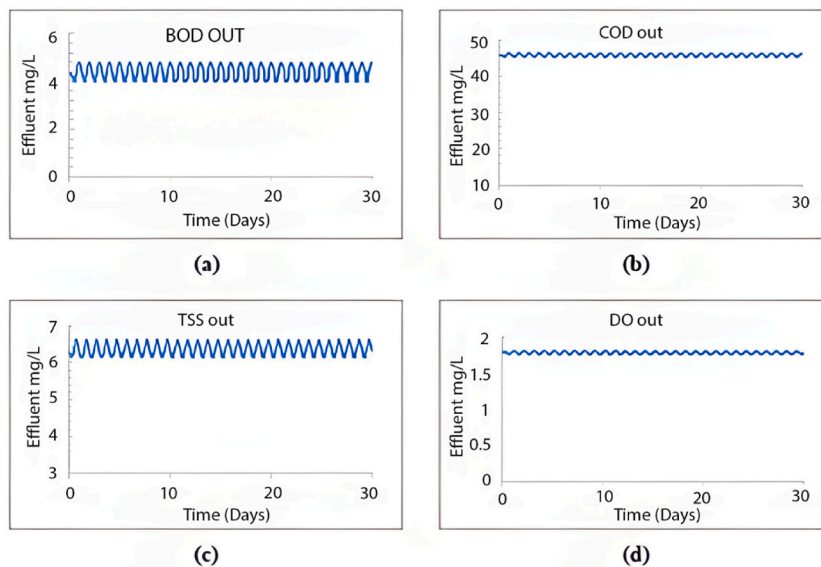 BOD OUT
6
4
2
0
Effluent mg/L
0 10 20 30
Time (Days)
(a)
COD out
50
40
30
20
10
Effluent mg/L
0 10 20 30
Time (Days)
(b)
TSS out
7
6
5
4
3
Effluent mg/L
0 10 20 30
Time (Days)
(c)
DO out
2
1.5
1
0.5
0
Effluent mg/L
0 10 20 30
Time (Days)
(d)